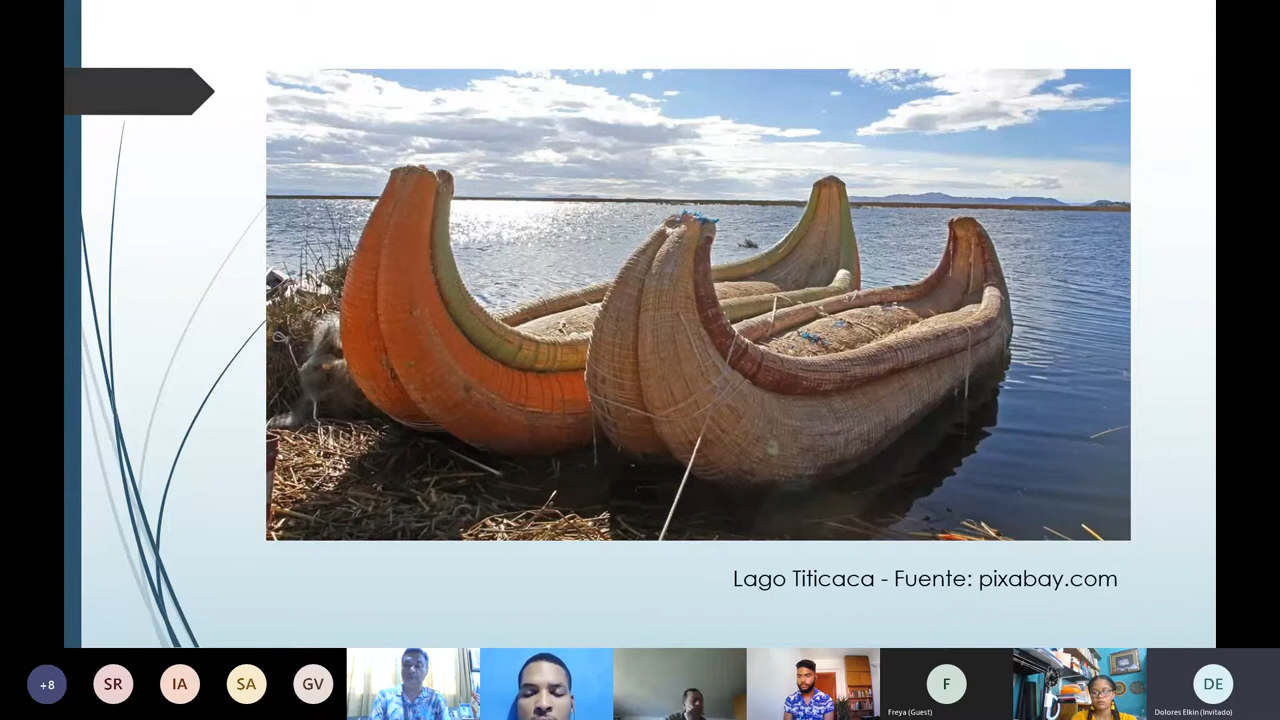 Lago Titicaca - Fuente: pixabay.com
+8
SR
IA
SA
GV
F
Freya (Guest)
DE
Dolores Elkin (Invitado)